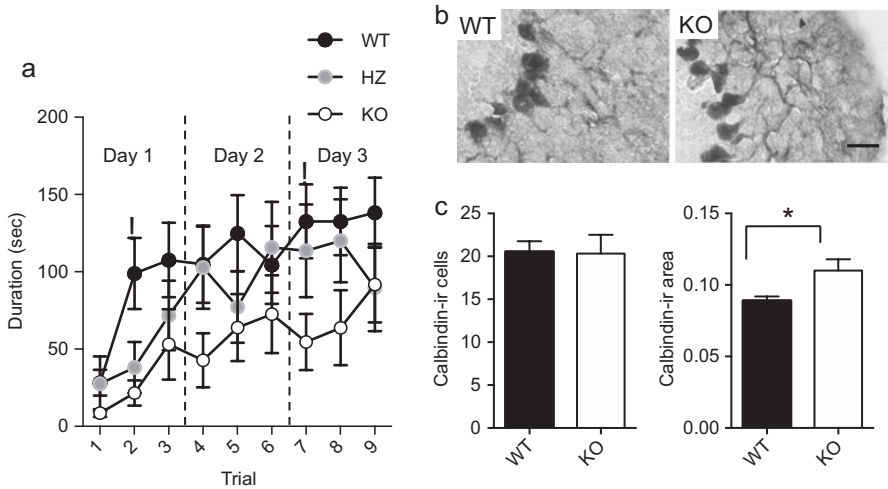 a
WT
HZ
KO
Duration (sec)
200
150
100
50
0
Day 1
Day 2
Day 3
!
!
1
2
3
4
5
6
7
8
9
Trial
b
WT
KO
c
Calbindin-ir cells
25
20
15
10
5
0
WT
KO
Calbindin-ir area
0.15
0.10
0.05
0.00
*
WT
KO